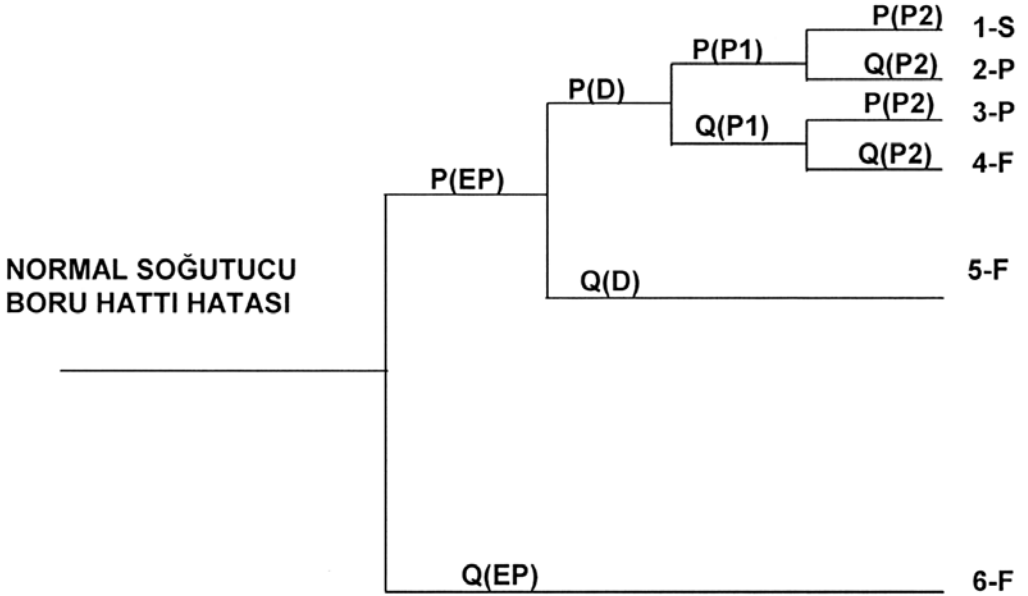 P(P2)
1-S
P(P1)
Q(P2)
2-P
P(D)
P(P2)
3-P
Q(P1)
Q(P2)
4-F
P(EP)
NORMAL SOĞUTUCU
BORU HATTI HATASI
Q(D)
5-F
Q(EP)
6-F